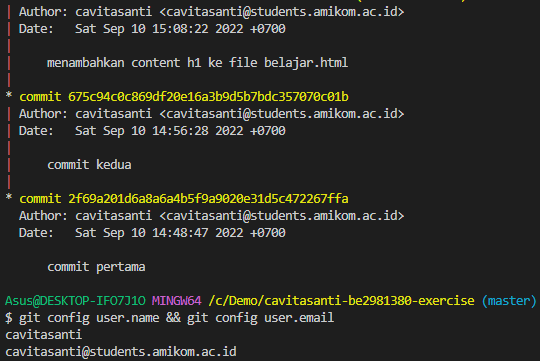 | Author: cavitasanti <cavitasanti@students.amikom.ac.id>
| Date:   Sat Sep 10 15:08:22 2022 +0700
|
|     menambahkan content h1 ke file belajar.html
|
* commit 675c94c0c869df20e16a3b9d5b7bdc357070c01b
| Author: cavitasanti <cavitasanti@students.amikom.ac.id>
| Date:   Sat Sep 10 14:56:28 2022 +0700
|
|     commit kedua
|
* commit 2f69a201d6a8a6a4b5f9a9020e31d5c472267ffa
  Author: cavitasanti <cavitasanti@students.amikom.ac.id>
  Date:   Sat Sep 10 14:48:47 2022 +0700

      commit pertama

Asus@DESKTOP-IFO7J1O MINGW64 /c/Demo/cavitasanti-be2981380-exercise (master)
$ git config user.name && git config user.email
cavitasanti
cavitasanti@students.amikom.ac.id